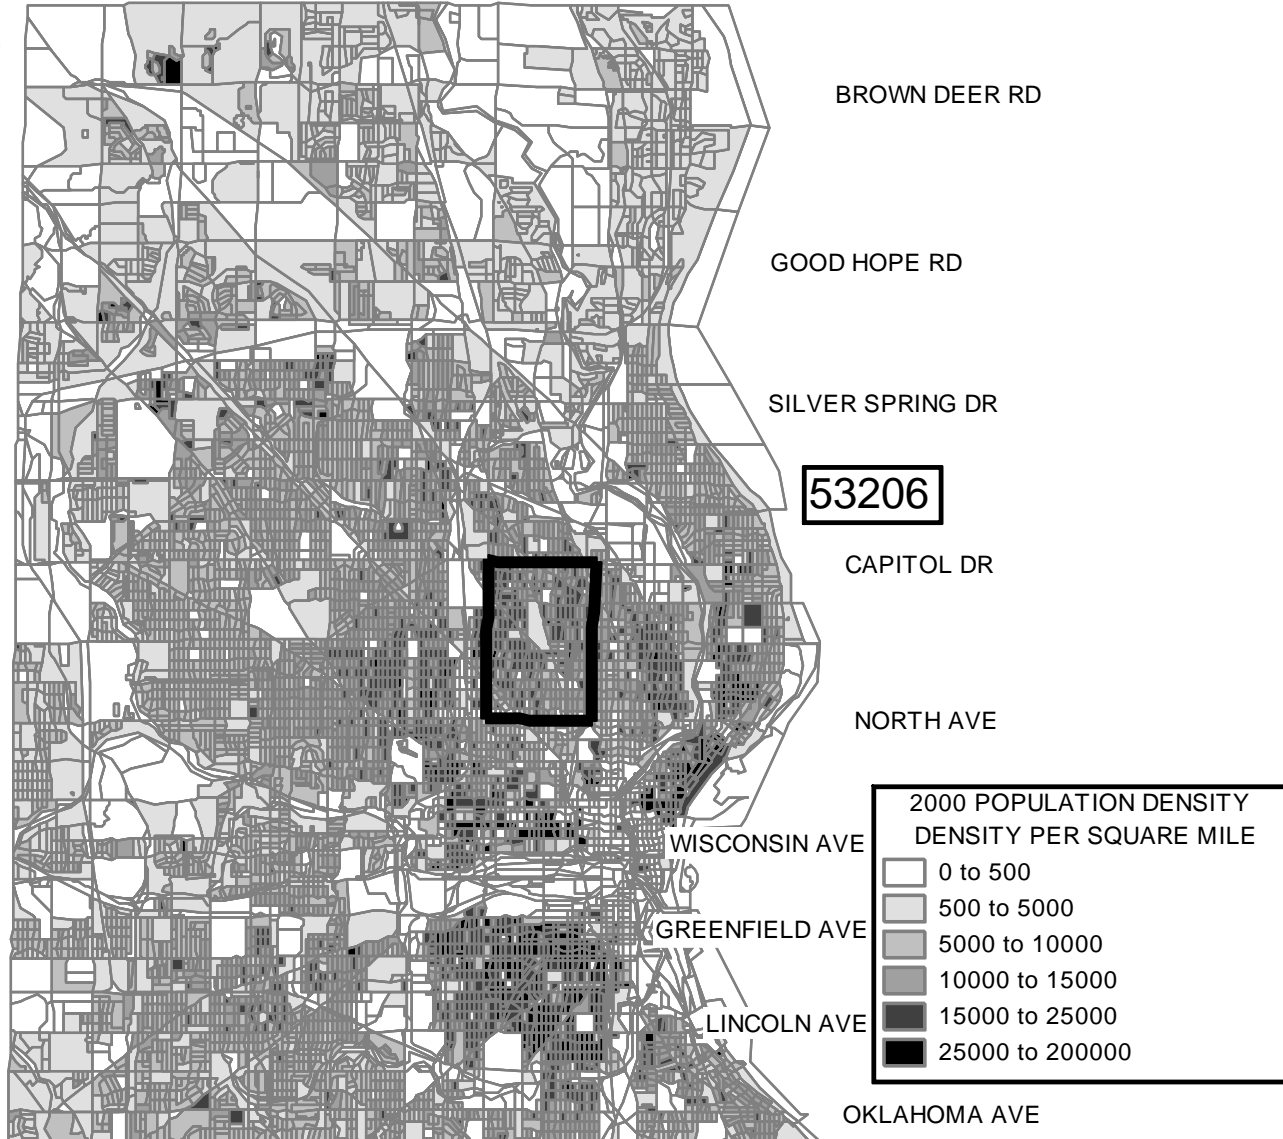 BROWN DEER RD
GOOD HOPE RD
SILVER SPRING DR
53206
CAPITOL DR
NORTH AVE
2000 POPULATION DENSITY
DENSITY PER SQUARE MILE
WISCONSIN AVE
0 to 500
500 to 5000
GREENFIELD AVE
5000 to 10000
10000 to 15000
15000 to 25000
LINCOLN AVE
25000 to 200000
OKLAHOMA AVE